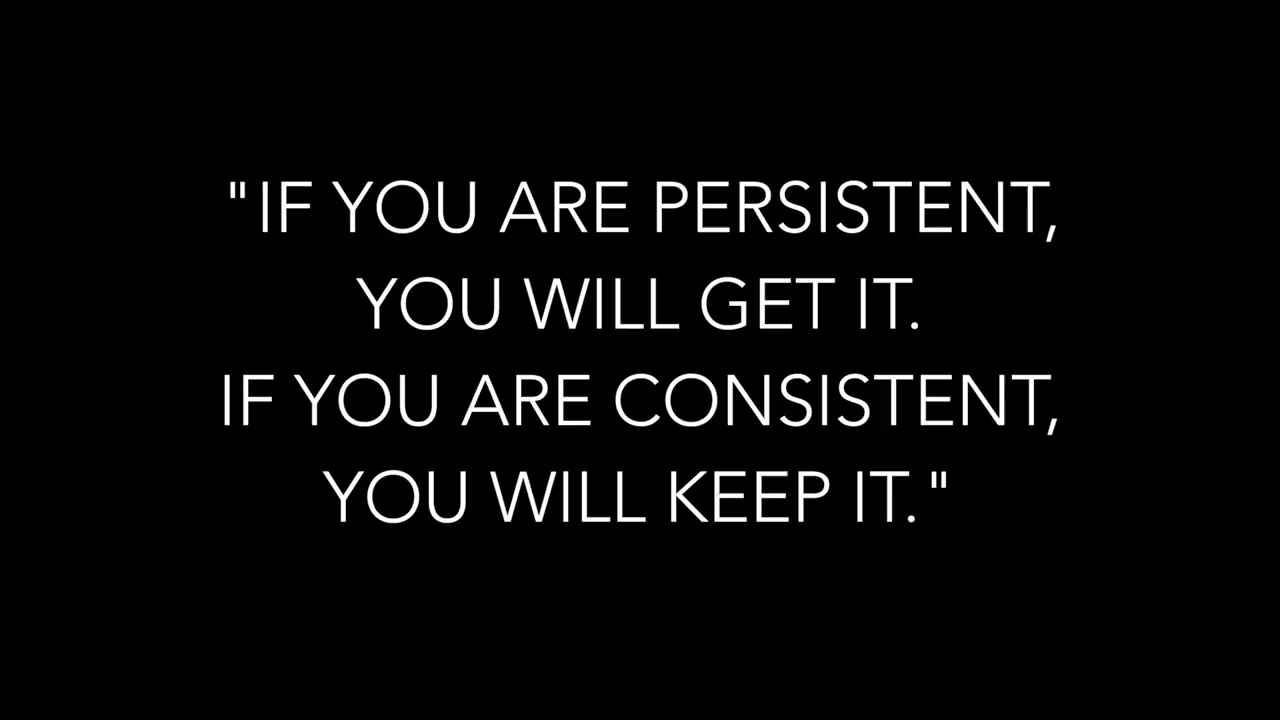 "IF YOU ARE PERSISTENT,
YOU WILL GET IT.
IF YOU ARE CONSISTENT,
YOU WILL KEEP IT."